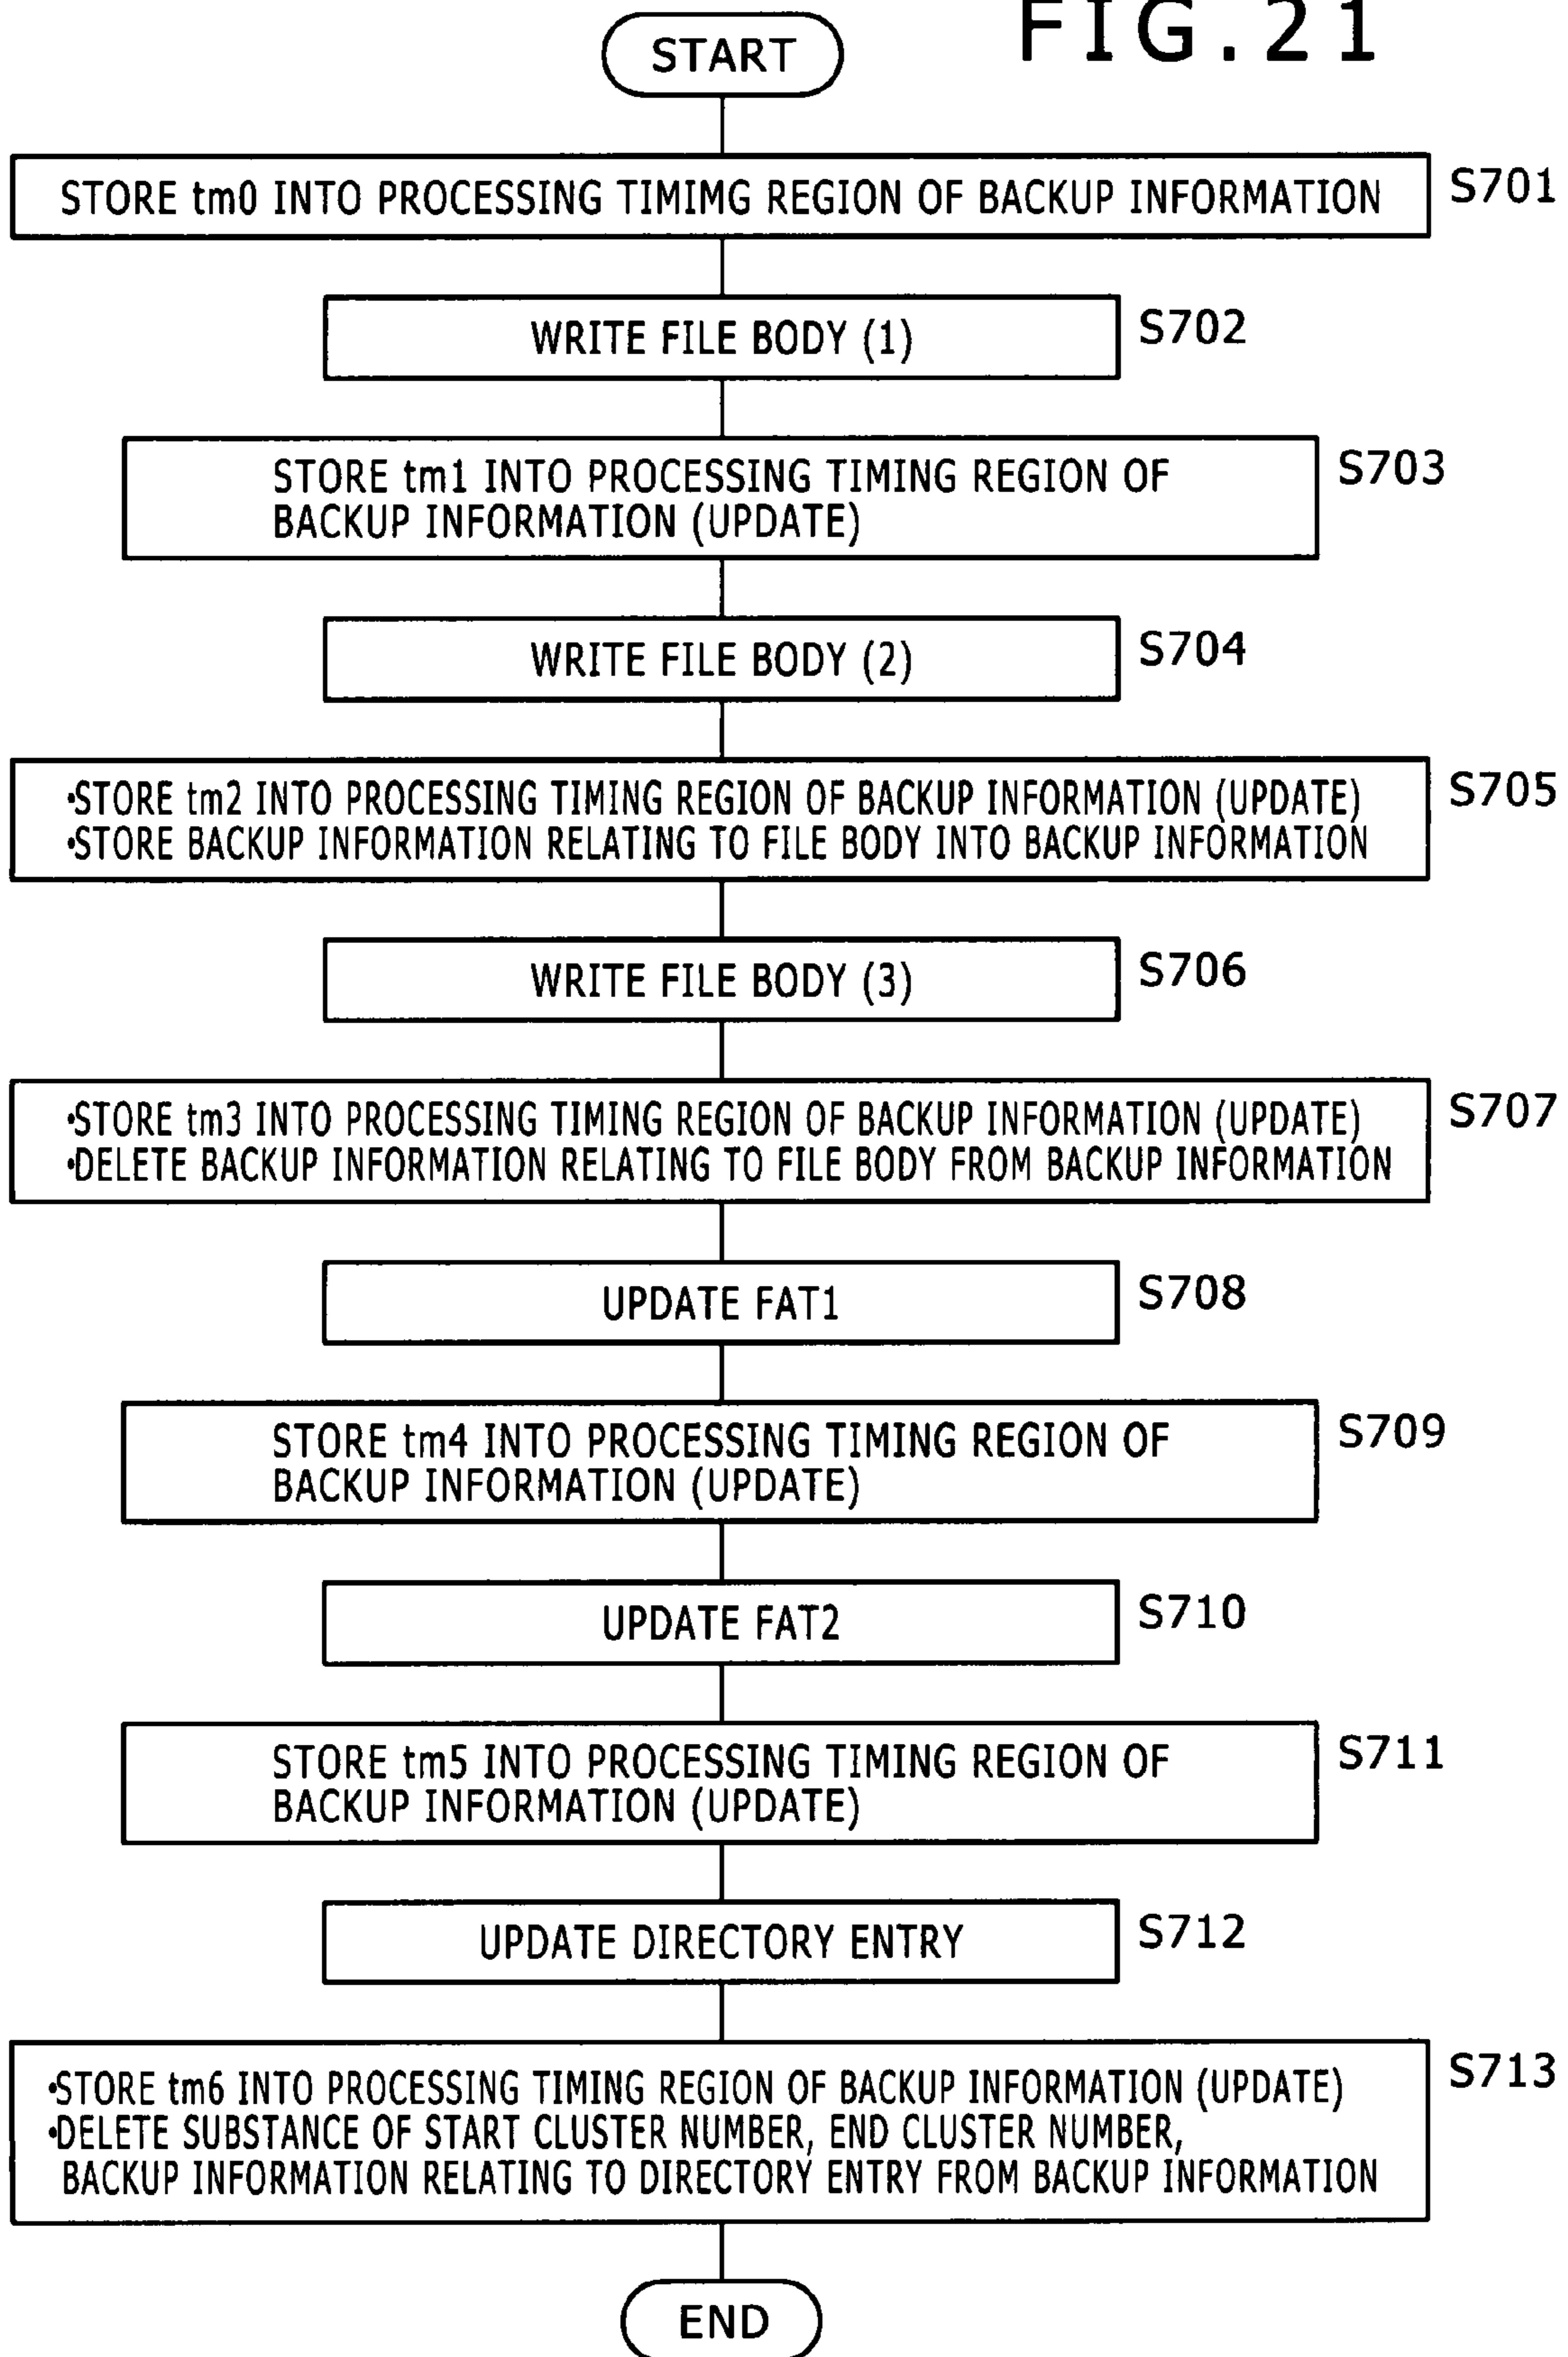 FIG.21
START
STORE tm0 INTO PROCESSING TIMIMG REGION OF BACKUP INFORMATION
S701
WRITE FILE BODY (1)
S702
STORE tm1 INTO PROCESSING TIMING REGION OF
BACKUP INFORMATION (UPDATE)
S703
WRITE FILE BODY (2)
S704
•STORE tm2 INTO PROCESSING TIMING REGION OF BACKUP INFORMATION (UPDATE)
•STORE BACKUP INFORMATION RELATING TO FILE BODY INTO BACKUP INFORMATION
S705
WRITE FILE BODY (3)
S706
•STORE tm3 INTO PROCESSING TIMING REGION OF BACKUP INFORMATION (UPDATE)
•DELETE BACKUP INFORMATION RELATING TO FILE BODY FROM BACKUP INFORMATION
S707
UPDATE FAT1
S708
STORE tm4 INTO PROCESSING TIMING REGION OF
BACKUP INFORMATION (UPDATE)
S709
UPDATE FAT2
S710
STORE tm5 INTO PROCESSING TIMING REGION OF
BACKUP INFORMATION (UPDATE)
S711
UPDATE DIRECTORY ENTRY
S712
•STORE tm6 INTO PROCESSING TIMING REGION OF BACKUP INFORMATION (UPDATE)
•DELETE SUBSTANCE OF START CLUSTER NUMBER, END CLUSTER NUMBER,
BACKUP INFORMATION RELATING TO DIRECTORY ENTRY FROM BACKUP INFORMATION
S713
END